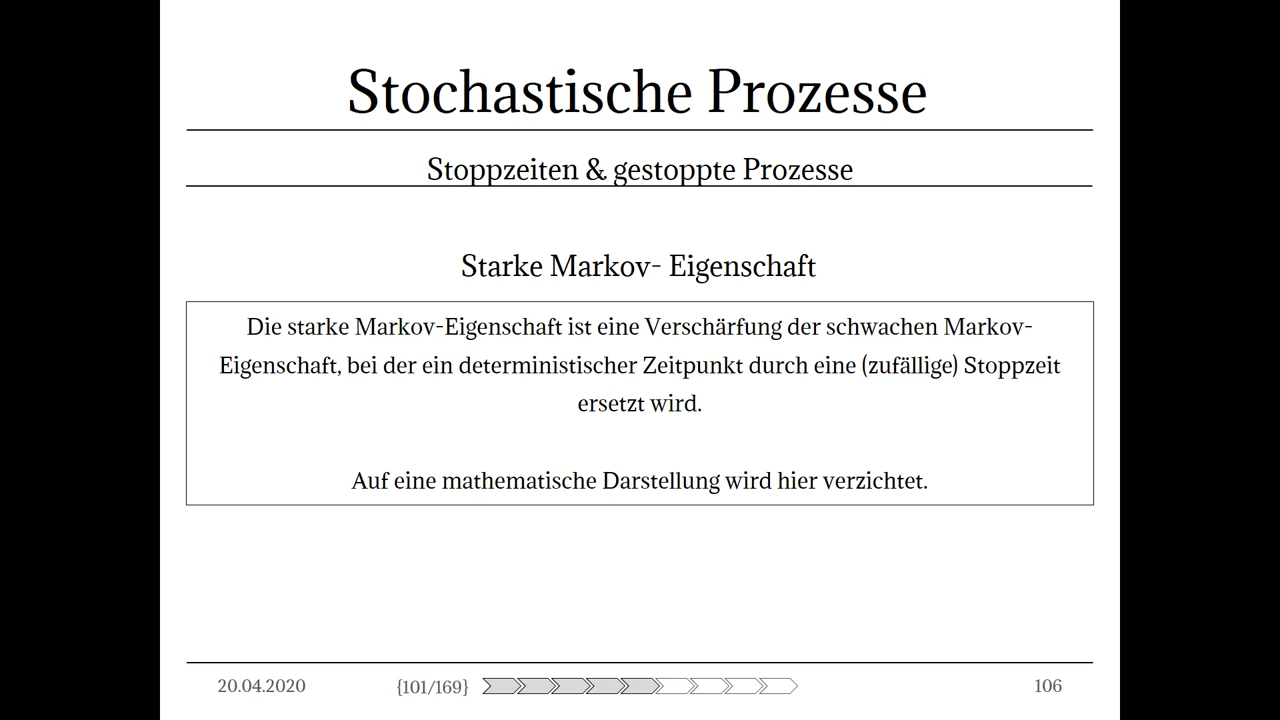 Stochastische Prozesse
Stoppzeiten & gestoppte Prozesse
Starke Markov- Eigenschaft
Die starke Markov-Eigenschaft ist eine Verschärfung der schwachen Markov-
Eigenschaft, bei der ein deterministischer Zeitpunkt durch eine (zufällige) Stoppzeit
ersetzt wird.
Auf eine mathematische Darstellung wird hier verzichtet.
20.04.2020 {101/169} 106